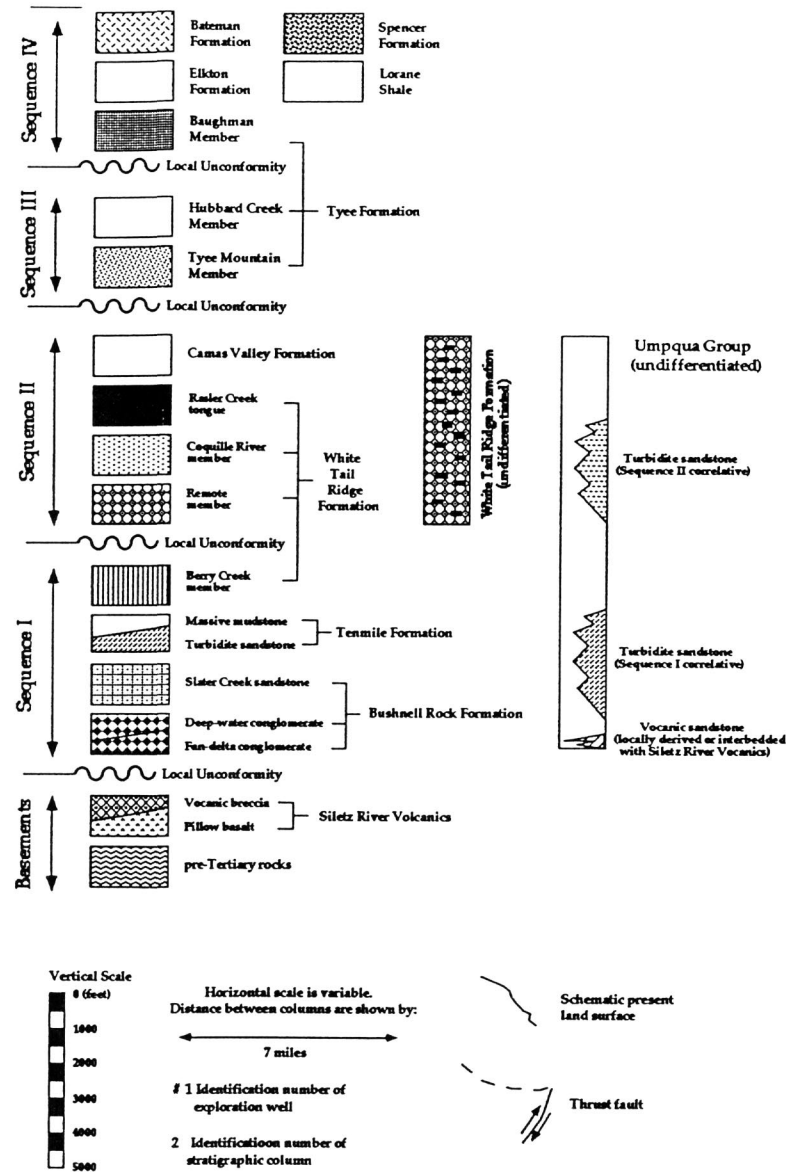 Sequence IV
Bateman
Formation
Spencer
Formation
Elkton
Formation
Lorane
Shale
Baughman
Member
Local Unconformity
Sequence III
Hubbard Creek
Member
Tyee Formation
Tyee Mountain
Member
Local Unconformity
Sequence II
Camas Valley Formation
Rasler Creek
tongue
Coquille River
member
Remote
member
White
Tail
Ridge
Formation
White Tail Ridge Formation
(undifferentiated)
Umpqua Group
(undifferentiated)
Turbidite sandstone
(Sequence II correlative)
Local Unconformity
Sequence I
Berry Creek
member
Massive mudstone
Turbidite sandstone
Tenmile Formation
Slater Creek sandstone
Deep-water conglomerate
Fan-delta conglomerate
Bushnell Rock Formation
Turbidite sandstone
(Sequence I correlative)
Vocanic sandstone
(locally derived or interbedded
with Siletz River Vocanics)
Local Unconformity
Basements
Vocanic breccia
Pillow basalt
Siletz River Volcanics
pre-Tertiary rocks
Vertical Scale
0 (feet)
1000
2000
3000
4000
5000
Horizontal scale is variable.
Distance between columns are shown by:
7 miles
# 1 Identification number of
exploration well
2 Identificatioon number of
stratigraphic column
Schematic present
land surface
Thrust fault